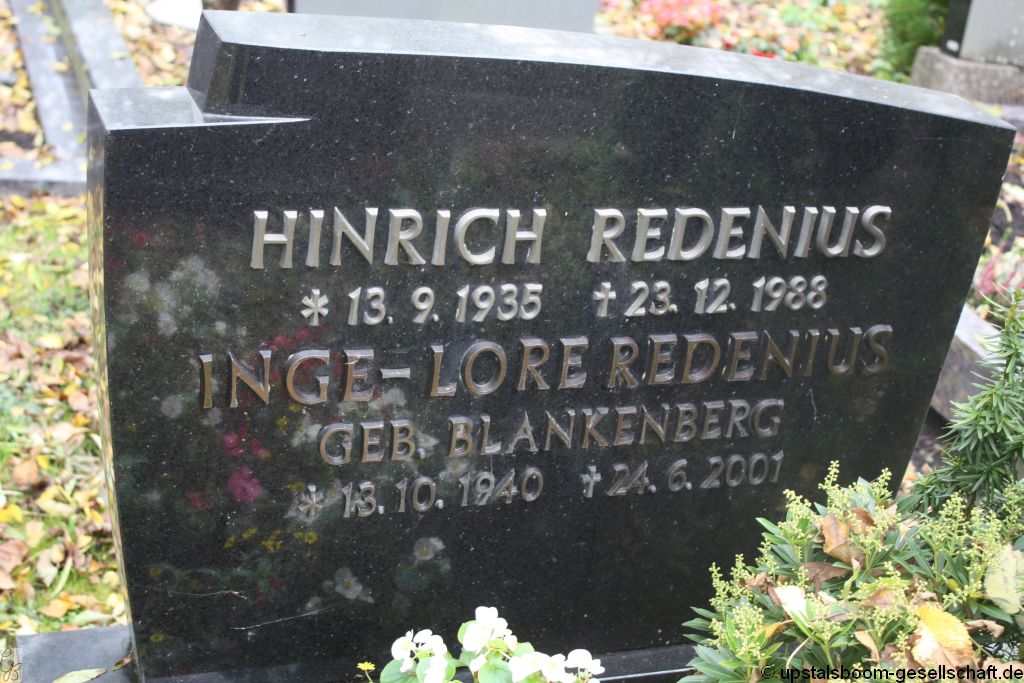 HINRICH REDENIUS
* 13. 9. 1935 † 23. 12. 1988
INGE-LORE REDENIUS
GEB. BLANKENBERG
* 13. 10. 1940 † 24. 6. 2001
upstalsboom-gesellschaft.de